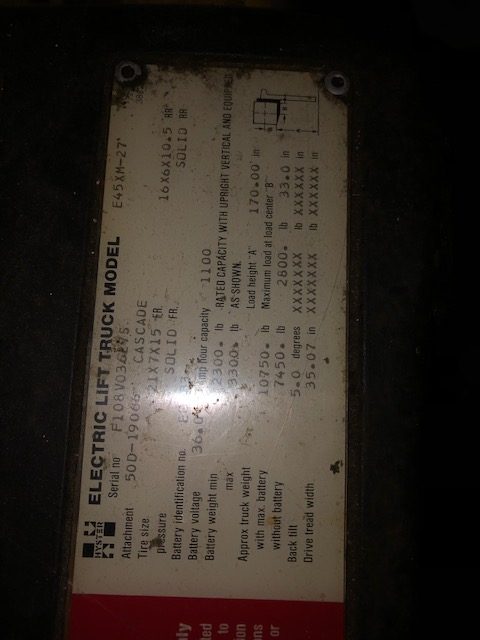 HYSTER
ELECTRIC LIFT TRUCK MODEL E45XM-27
Serial no
Attachment 50D-19066 CASCADE
Tire size 21X7X15 FR. 16X6X10.5 RR
pressure SOLID FR. SOLID RR
Battery identification no.
Battery voltage 36.0 amp hour capacity 1100
Battery weight min 2300. lb RATED CAPACITY WITH UPRIGHT VERTICAL AND EQUIPPED
max 3300. lb AS SHOWN.
Load height "A" 170.00 in
Approx truck weight Maximum load at load center "B"
with max. battery 10750. lb 2800. lb 33.0 in
without battery 7450. lb XXXXXXX lb XXXXXX in
Back tilt 5.0 degrees XXXXXXX lb XXXXXX in
Drive tread width 35.07 in
to
or